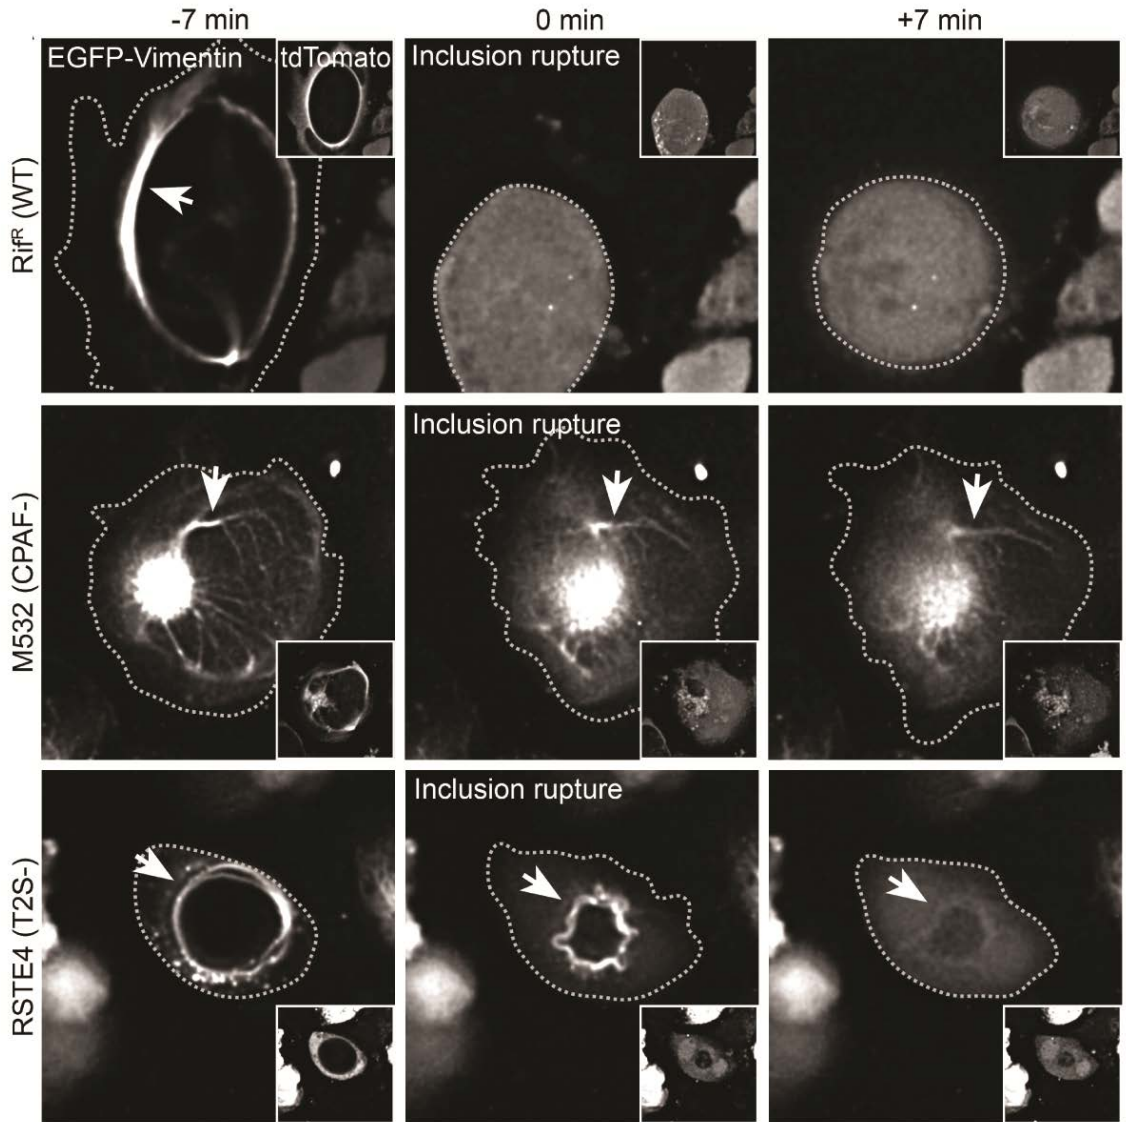 -7 min
0 min
+7 min
EGFP-Vimentin
tdTomato
Inclusion rupture
Rifᴿ (WT)
Inclusion rupture
M532 (CPAF-)
Inclusion rupture
RSTE4 (T2S-)